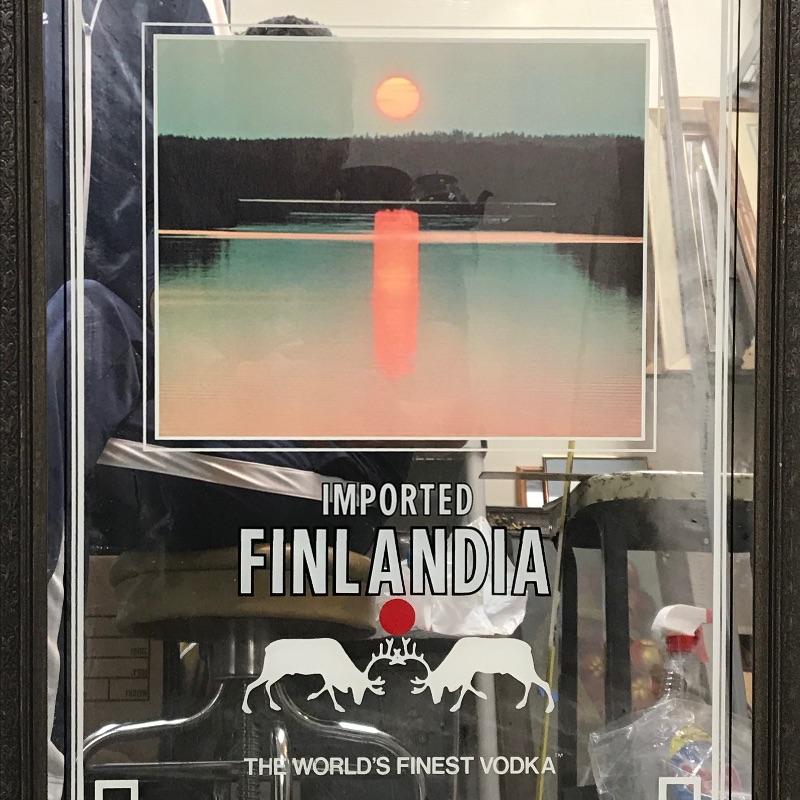 IMPORTED
FINLANDIA
THE WORLD'S FINEST VODKA™